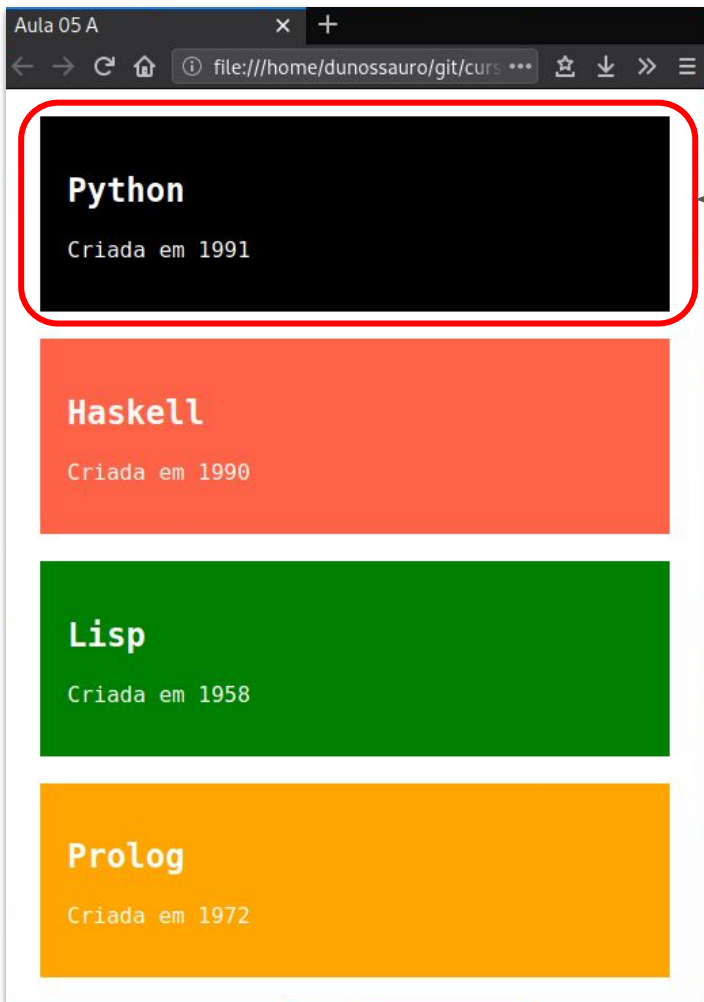 Aula 05 A
file:///home/dunossauro/git/curs
Python
Criada em 1991
Haskell
Criada em 1990
Lisp
Criada em 1958
Prolog
Criada em 1972